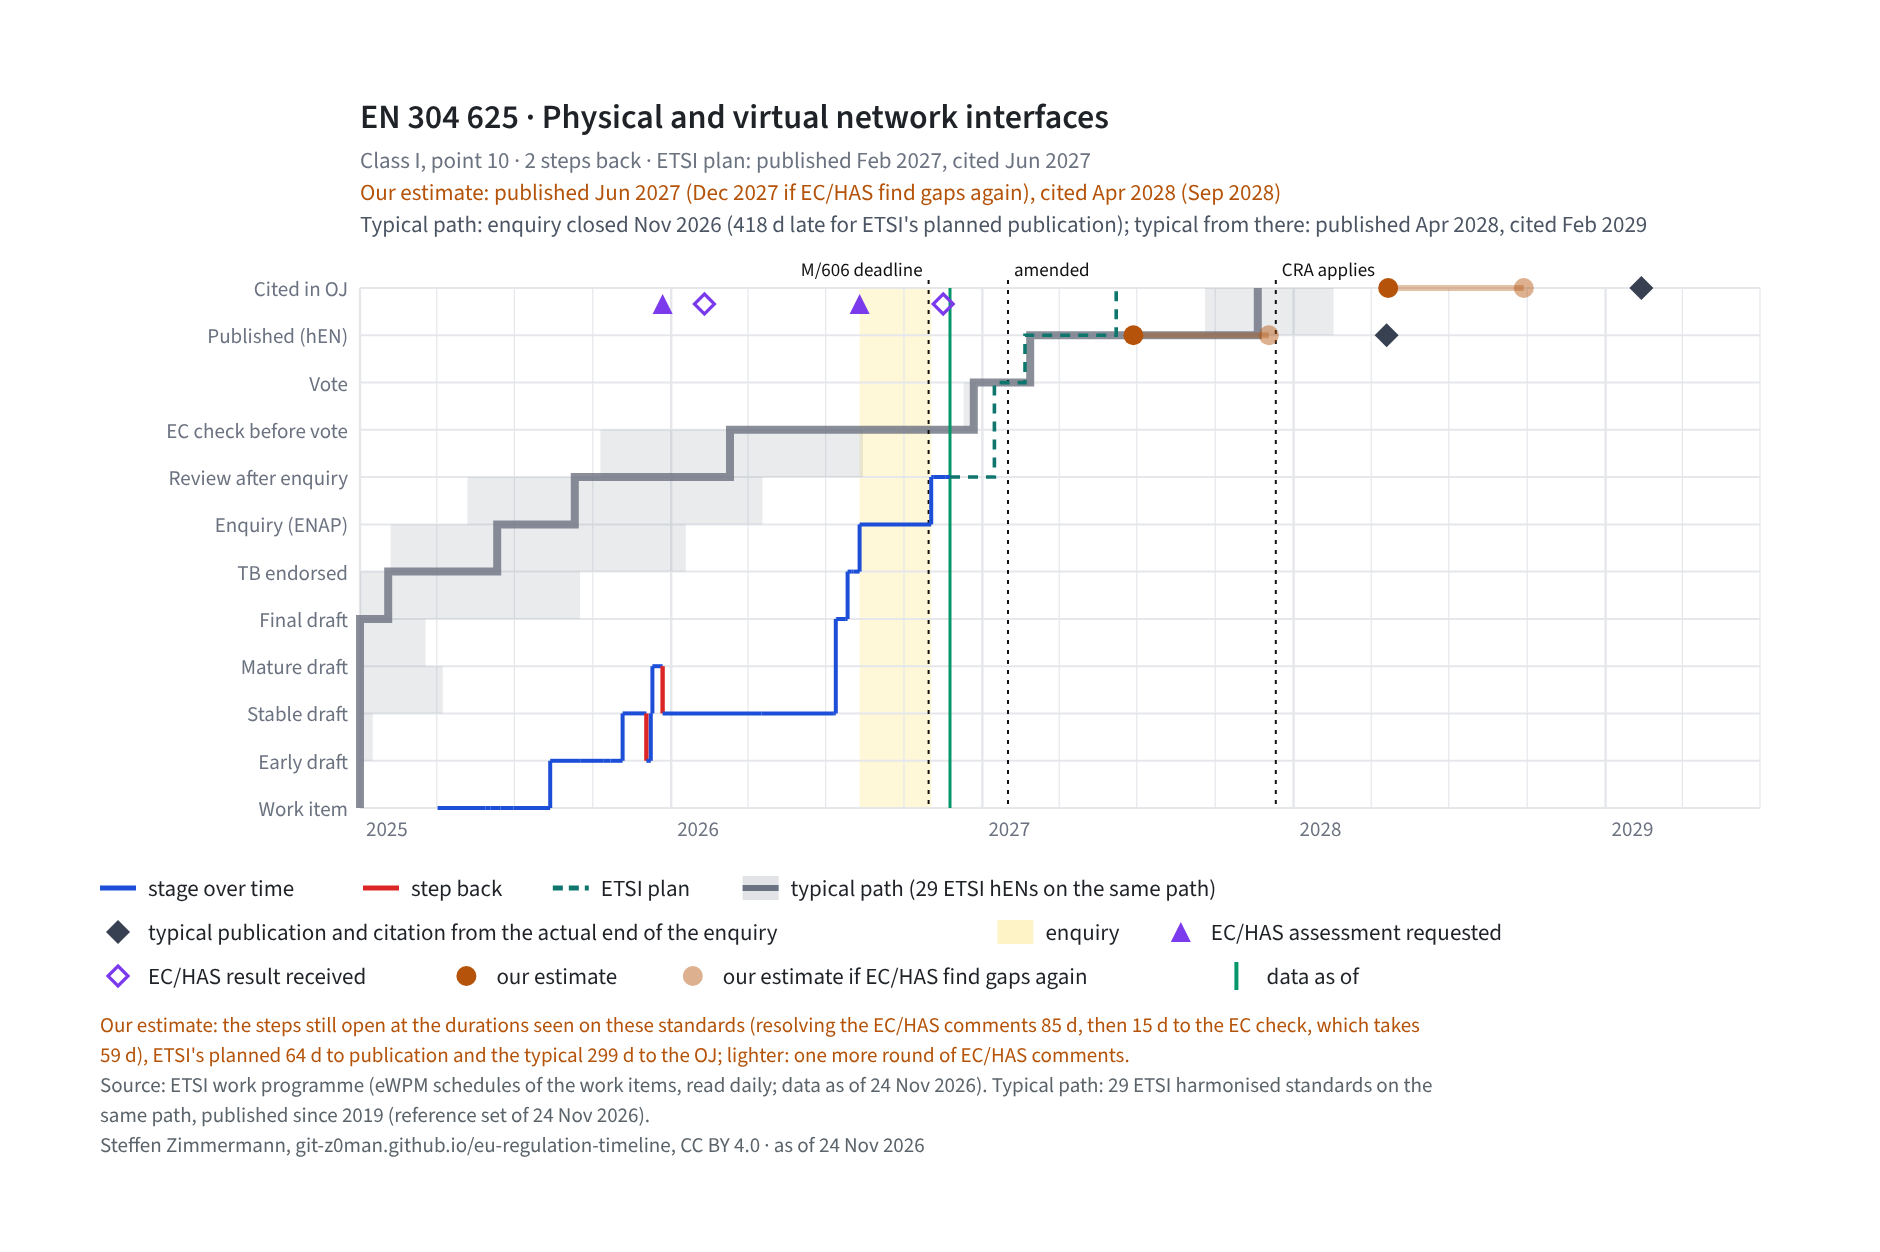 EN 304 625 · Physical and virtual network interfaces
Class I, point 10 · 2 steps back · ETSI plan: published Feb 2027, cited Jun 2027
Our estimate: published Jun 2027 (Dec 2027 if EC/HAS find gaps again), cited Apr 2028 (Sep 2028)
Typical path: enquiry closed Nov 2026 (418 d late for ETSI's planned publication); typical from there: published Apr 2028, cited Feb 2029
M/606 deadline
amended
CRA applies
Cited in OJ
Published (hEN)
Vote
EC check before vote
Review after enquiry
Enquiry (ENAP)
TB endorsed
Final draft
Mature draft
Stable draft
Early draft
Work item
2025
2026
2027
2028
2029
stage over time
step back
ETSI plan
typical path (29 ETSI hENs on the same path)
typical publication and citation from the actual end of the enquiry
enquiry
EC/HAS assessment requested
EC/HAS result received
our estimate
our estimate if EC/HAS find gaps again
data as of
Our estimate: the steps still open at the durations seen on these standards (resolving the EC/HAS comments 85 d, then 15 d to the EC check, which takes
59 d), ETSI's planned 64 d to publication and the typical 299 d to the OJ; lighter: one more round of EC/HAS comments.
Source: ETSI work programme (eWPM schedules of the work items, read daily; data as of 24 Nov 2026). Typical path: 29 ETSI harmonised standards on the
same path, published since 2019 (reference set of 24 Nov 2026).
Steffen Zimmermann, git-z0man.github.io/eu-regulation-timeline, CC BY 4.0 · as of 24 Nov 2026